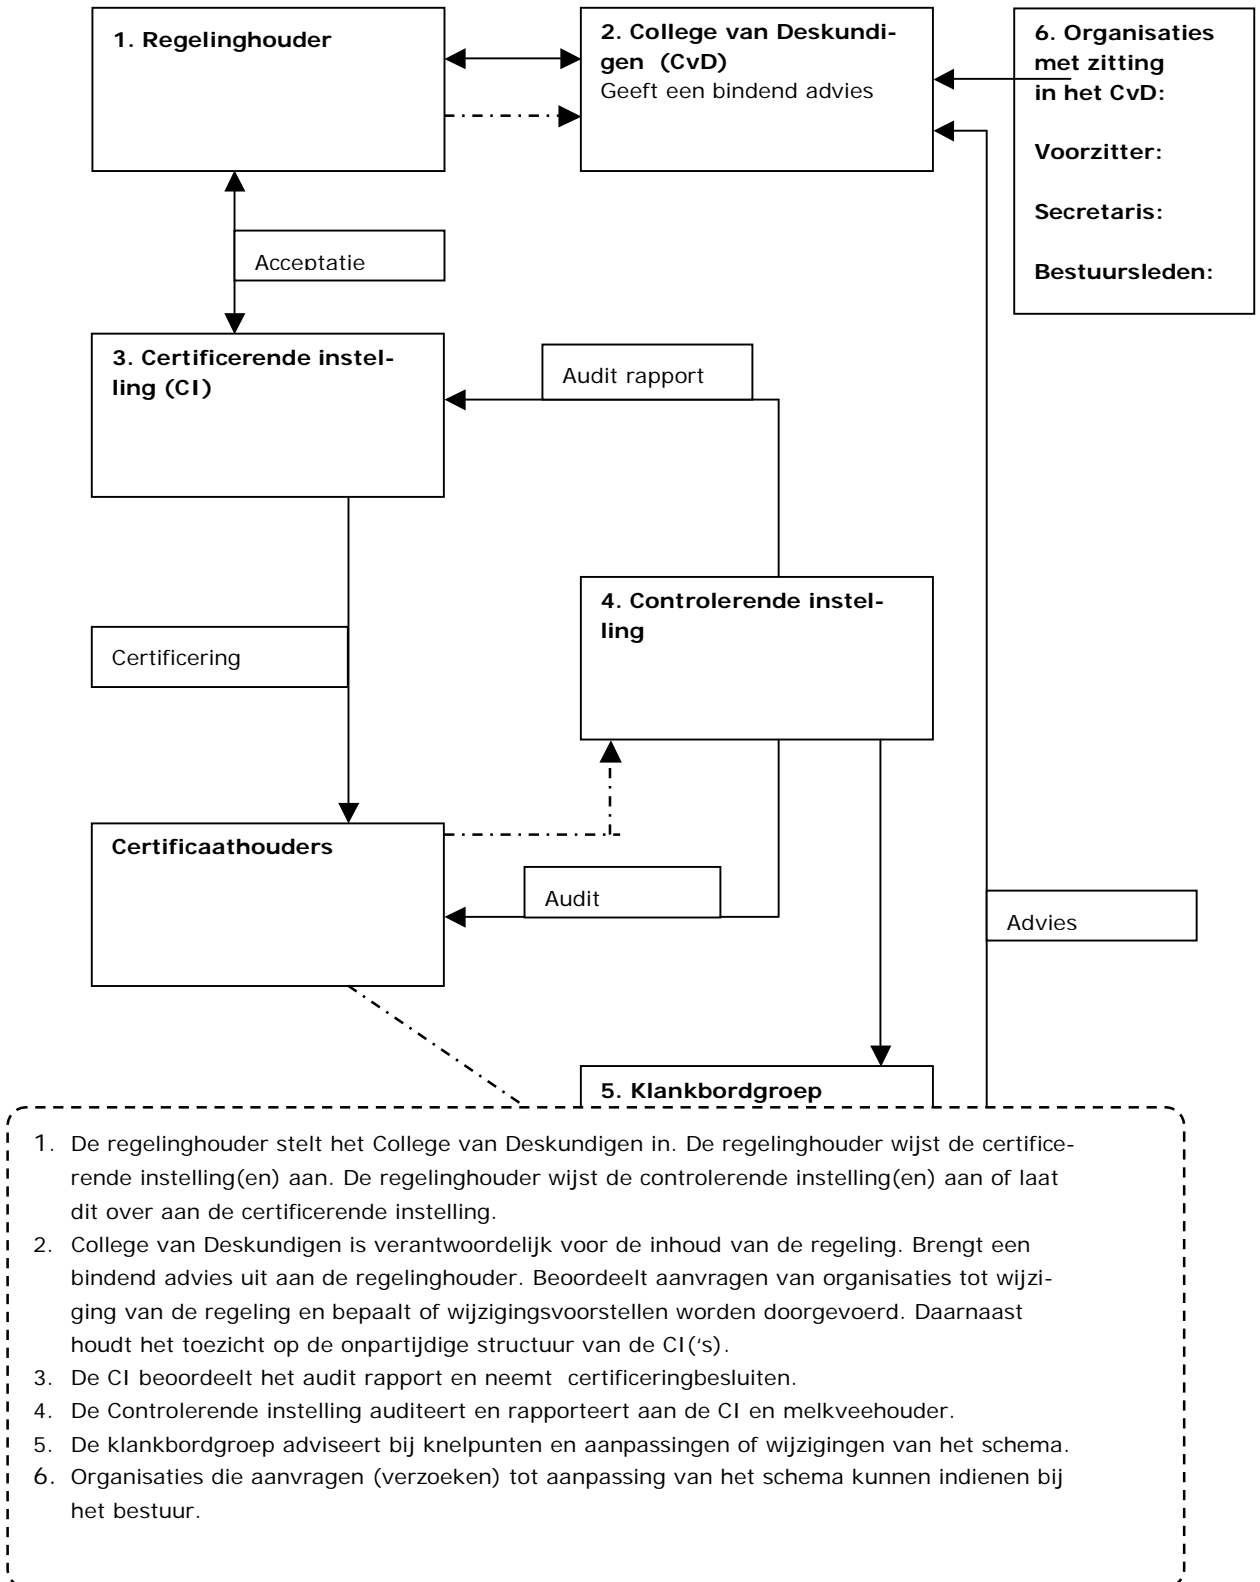 1. Regelinghouder
2. College van Deskundi-
gen (CvD)
Geeft een bindend advies
6. Organisaties
met zitting
in het CvD:
Voorzitter:
Secretaris:
Bestuursleden:
Acceptatie
3. Certificerende instel-
ling (CI)
Audit rapport
4. Controlerende instel-
ling
Certificering
Certificaathouders
Audit
Advies
5. Klankbordgroep
1. De regelinghouder stelt het College van Deskundigen in. De regelinghouder wijst de certifice-
rende instelling(en) aan. De regelinghouder wijst de controlerende instelling(en) aan of laat
dit over aan de certificerende instelling.
2. College van Deskundigen is verantwoordelijk voor de inhoud van de regeling. Brengt een
bindend advies uit aan de regelinghouder. Beoordeelt aanvragen van organisaties tot wijzi-
ging van de regeling en bepaalt of wijzigingsvoorstellen worden doorgevoerd. Daarnaast
houdt het toezicht op de onpartijdige structuur van de CI(‘s).
3. De CI beoordeelt het audit rapport en neemt certificeringbesluiten.
4. De Controlerende instelling auditeert en rapporteert aan de CI en melkveehouder.
5. De klankbordgroep adviseert bij knelpunten en aanpassingen of wijzigingen van het schema.
6. Organisaties die aanvragen (verzoeken) tot aanpassing van het schema kunnen indienen bij
het bestuur.